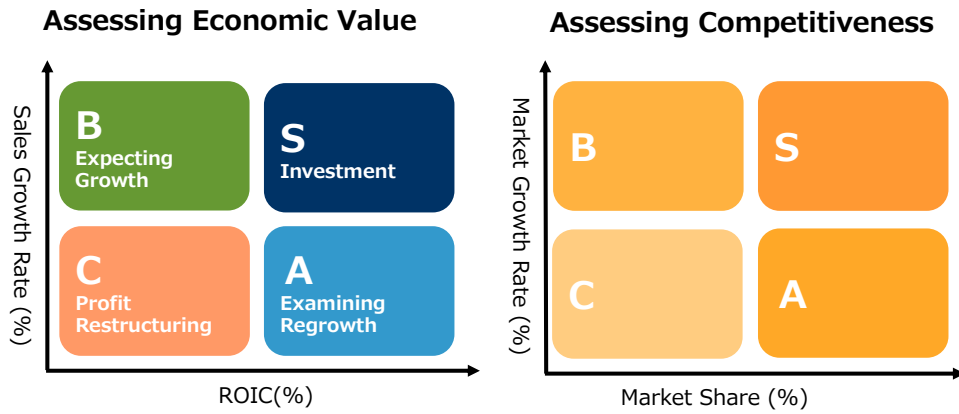 Assessing Economic Value
Sales Growth Rate (%)
B
Expecting
Growth
S
Investment
C
Profit
Restructuring
A
Examining
Regrowth
ROIC(%)
Assessing Competitiveness
Market Growth Rate (%)
B
S
C
A
Market Share (%)